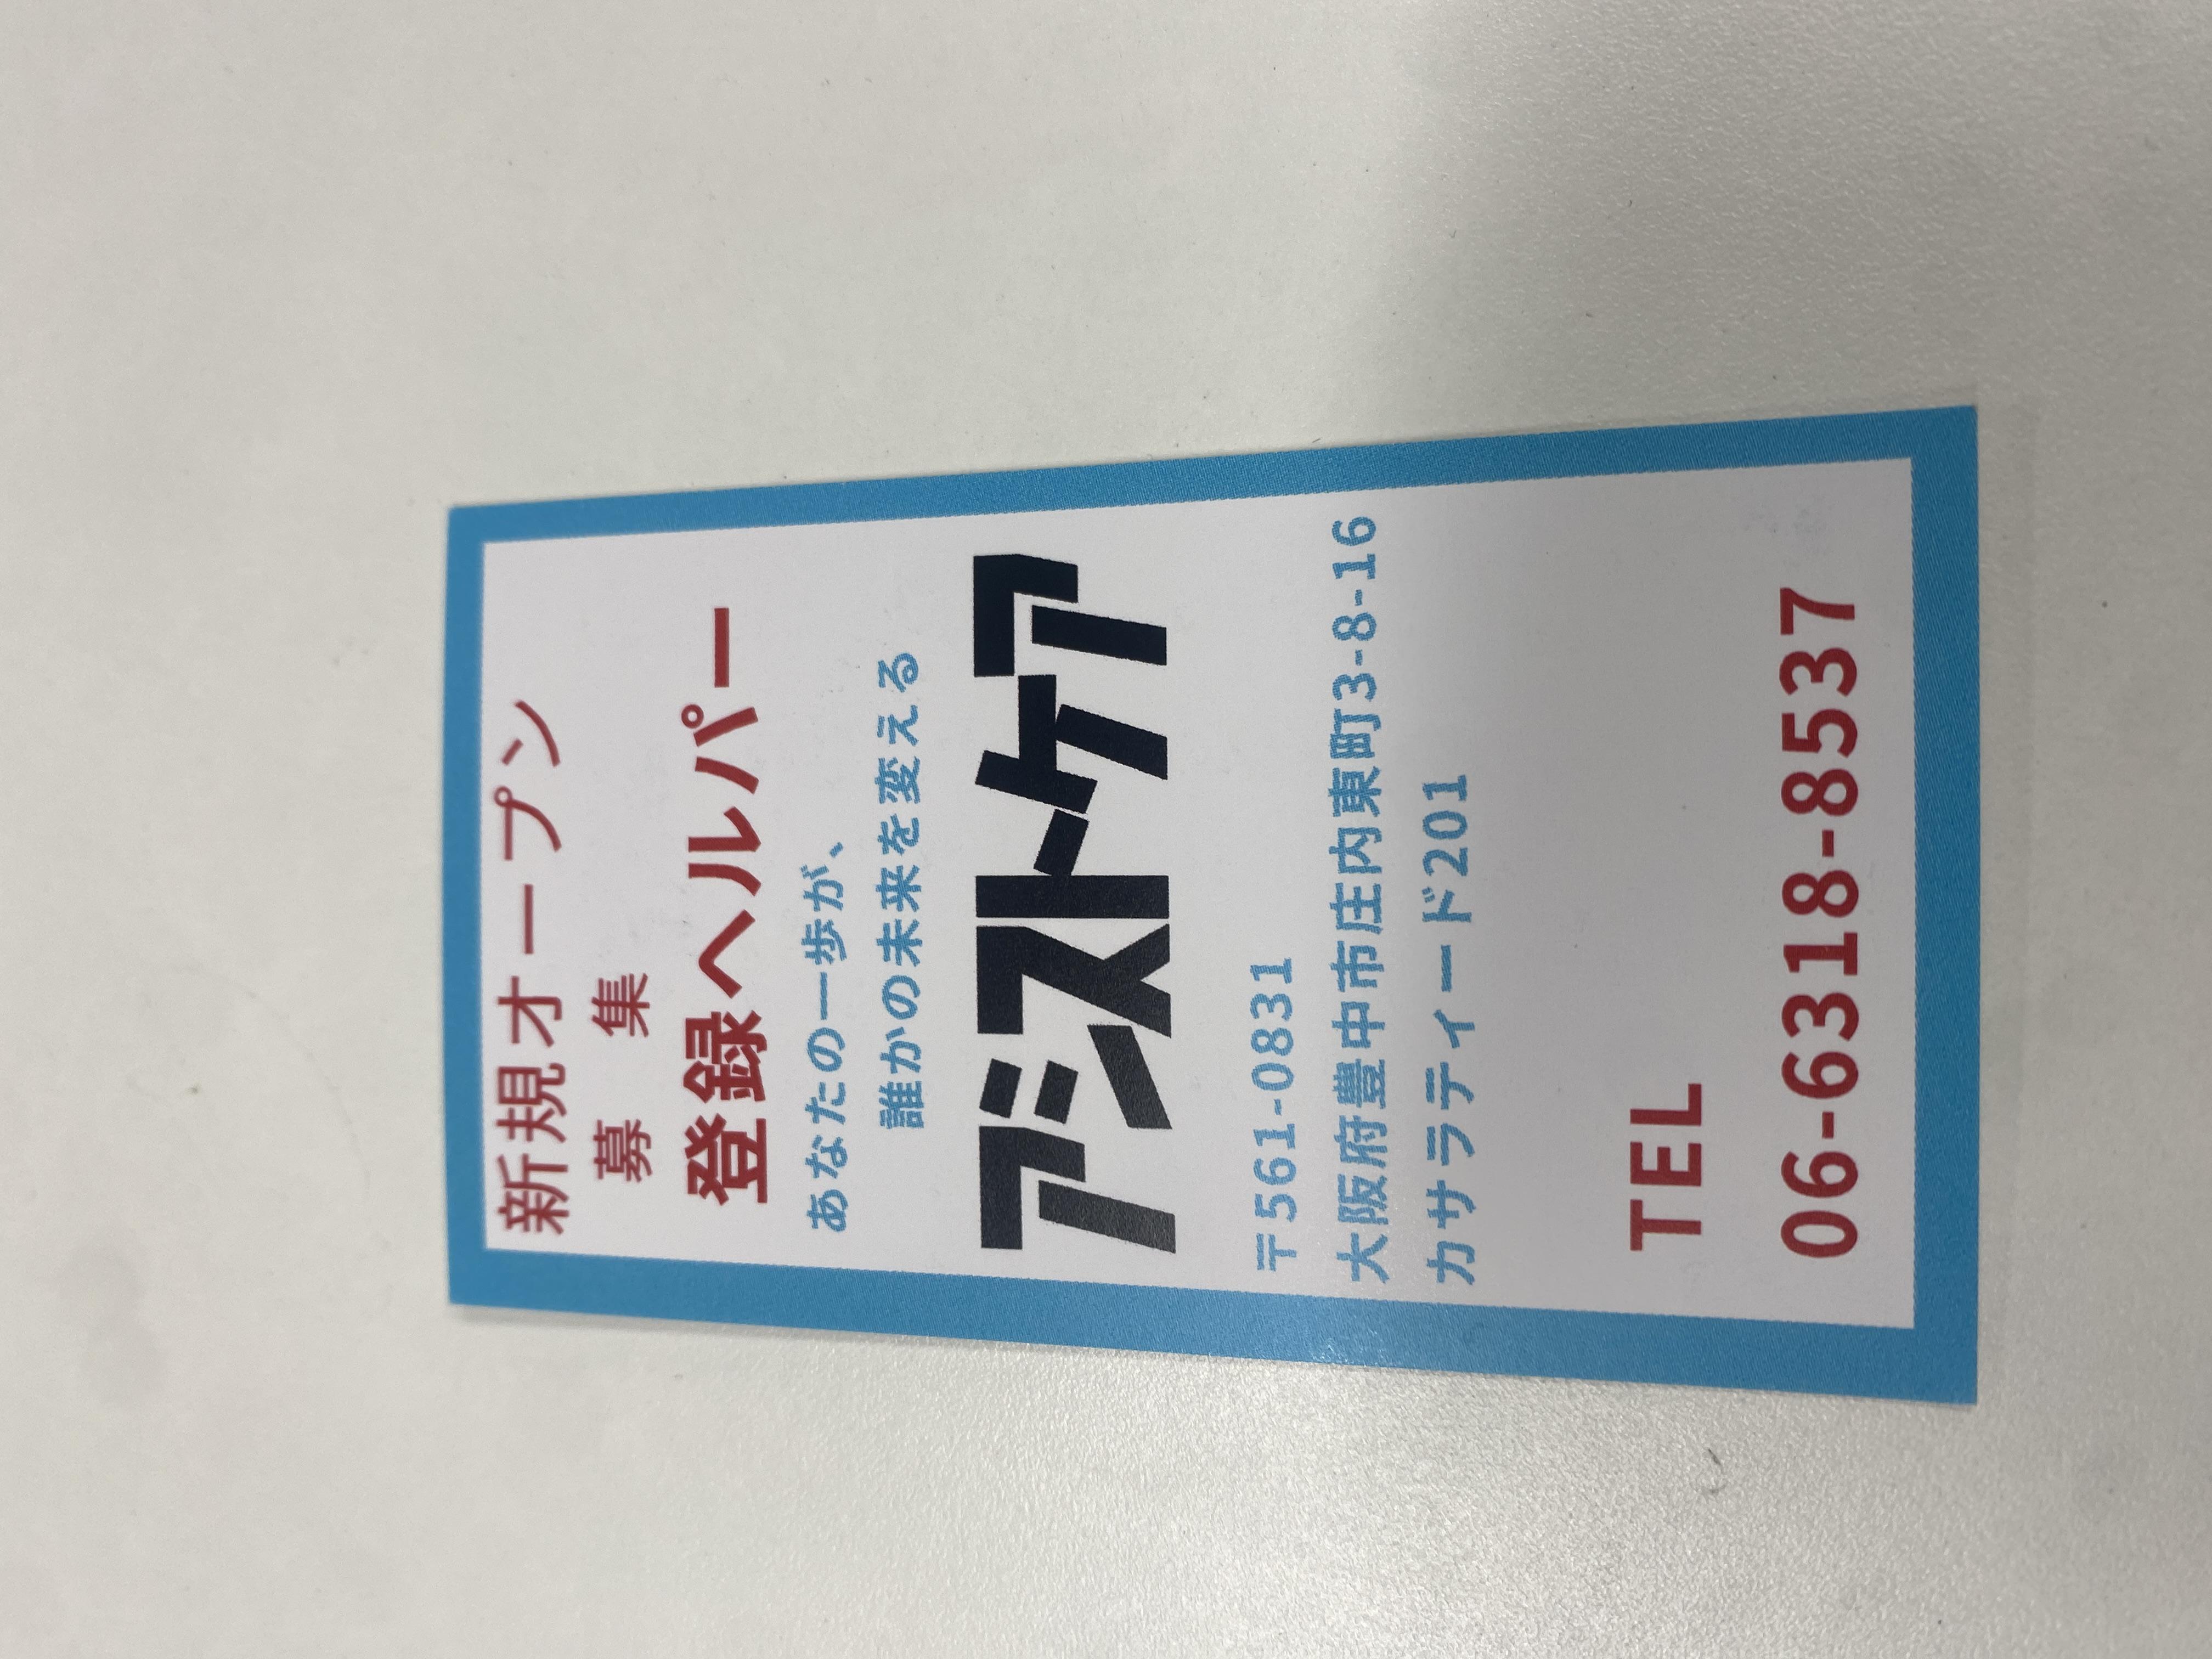 新規オープン
募 集
登録ヘルパー
あなたの一歩が、
誰かの未来を変える
アシストケア
〒561-0831
大阪府豊中市庄内東町3-8-16
カサラティード201
TEL
06-6318-8537